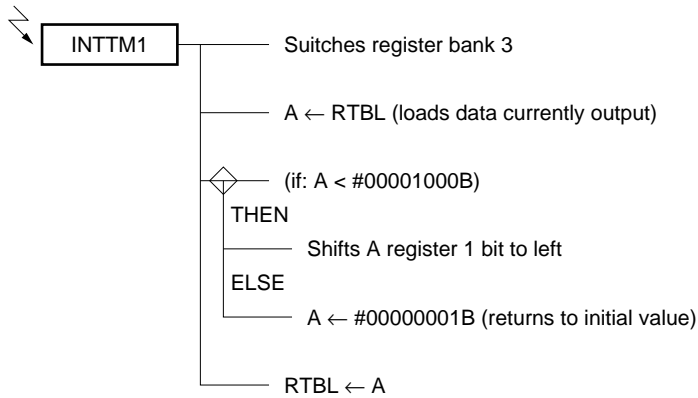 INTTM1
Suitches register bank 3
A ← RTBL (loads data currently output)
(if: A < #00001000B)
THEN
Shifts A register 1 bit to left
ELSE
A ← #00000001B (returns to initial value)
RTBL ← A